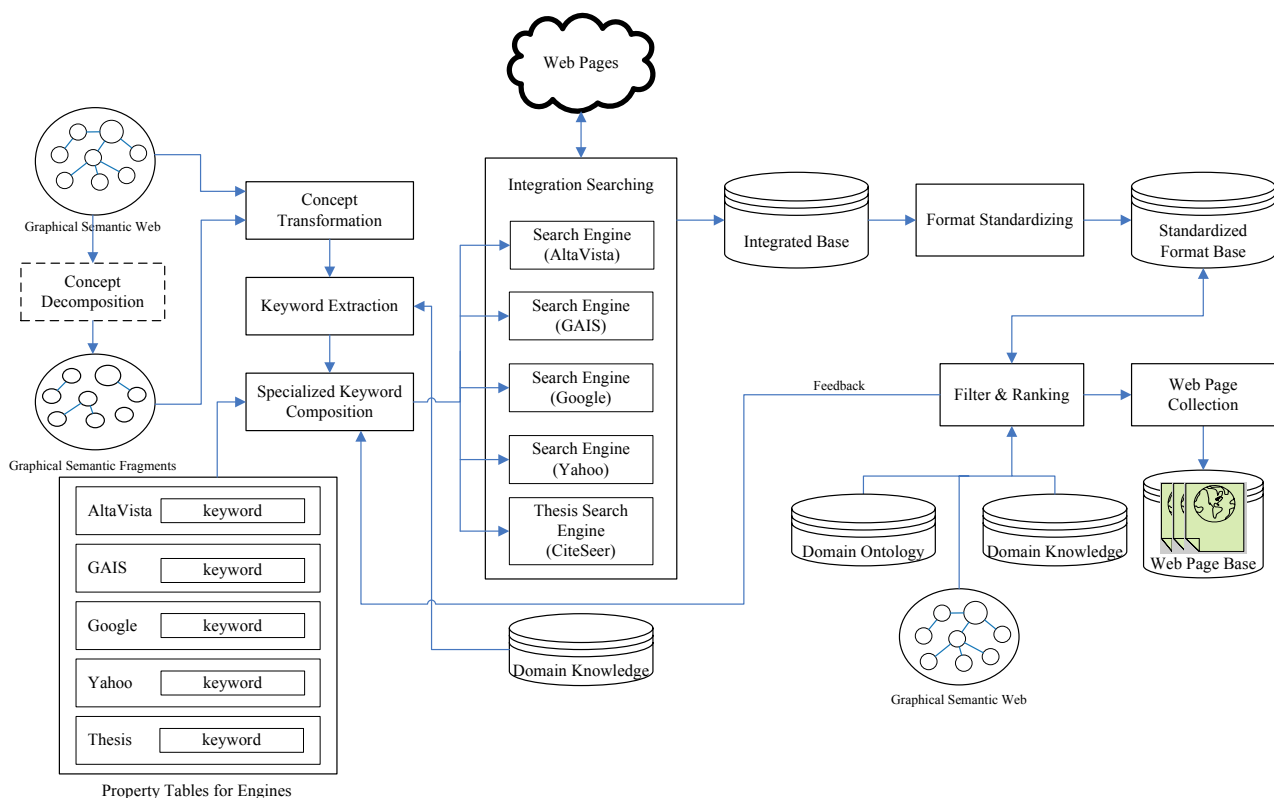 Web Pages
Graphical Semantic Web
Concept
Decomposition
Graphical Semantic Fragments
Concept
Transformation
Keyword Extraction
Specialized Keyword
Composition
Integration Searching
Search Engine
(AltaVista)
Search Engine
(GAIS)
Search Engine
(Google)
Search Engine
(Yahoo)
Thesis Search
Engine
(CiteSeer)
Integrated Base
Format Standardizing
Standardized
Format Base
Feedback
Filter & Ranking
Web Page
Collection
Domain Ontology
Domain Knowledge
Web Page Base
Graphical Semantic Web
Domain Knowledge
AltaVista keyword
GAIS keyword
Google keyword
Yahoo keyword
Thesis keyword
Property Tables for Engines